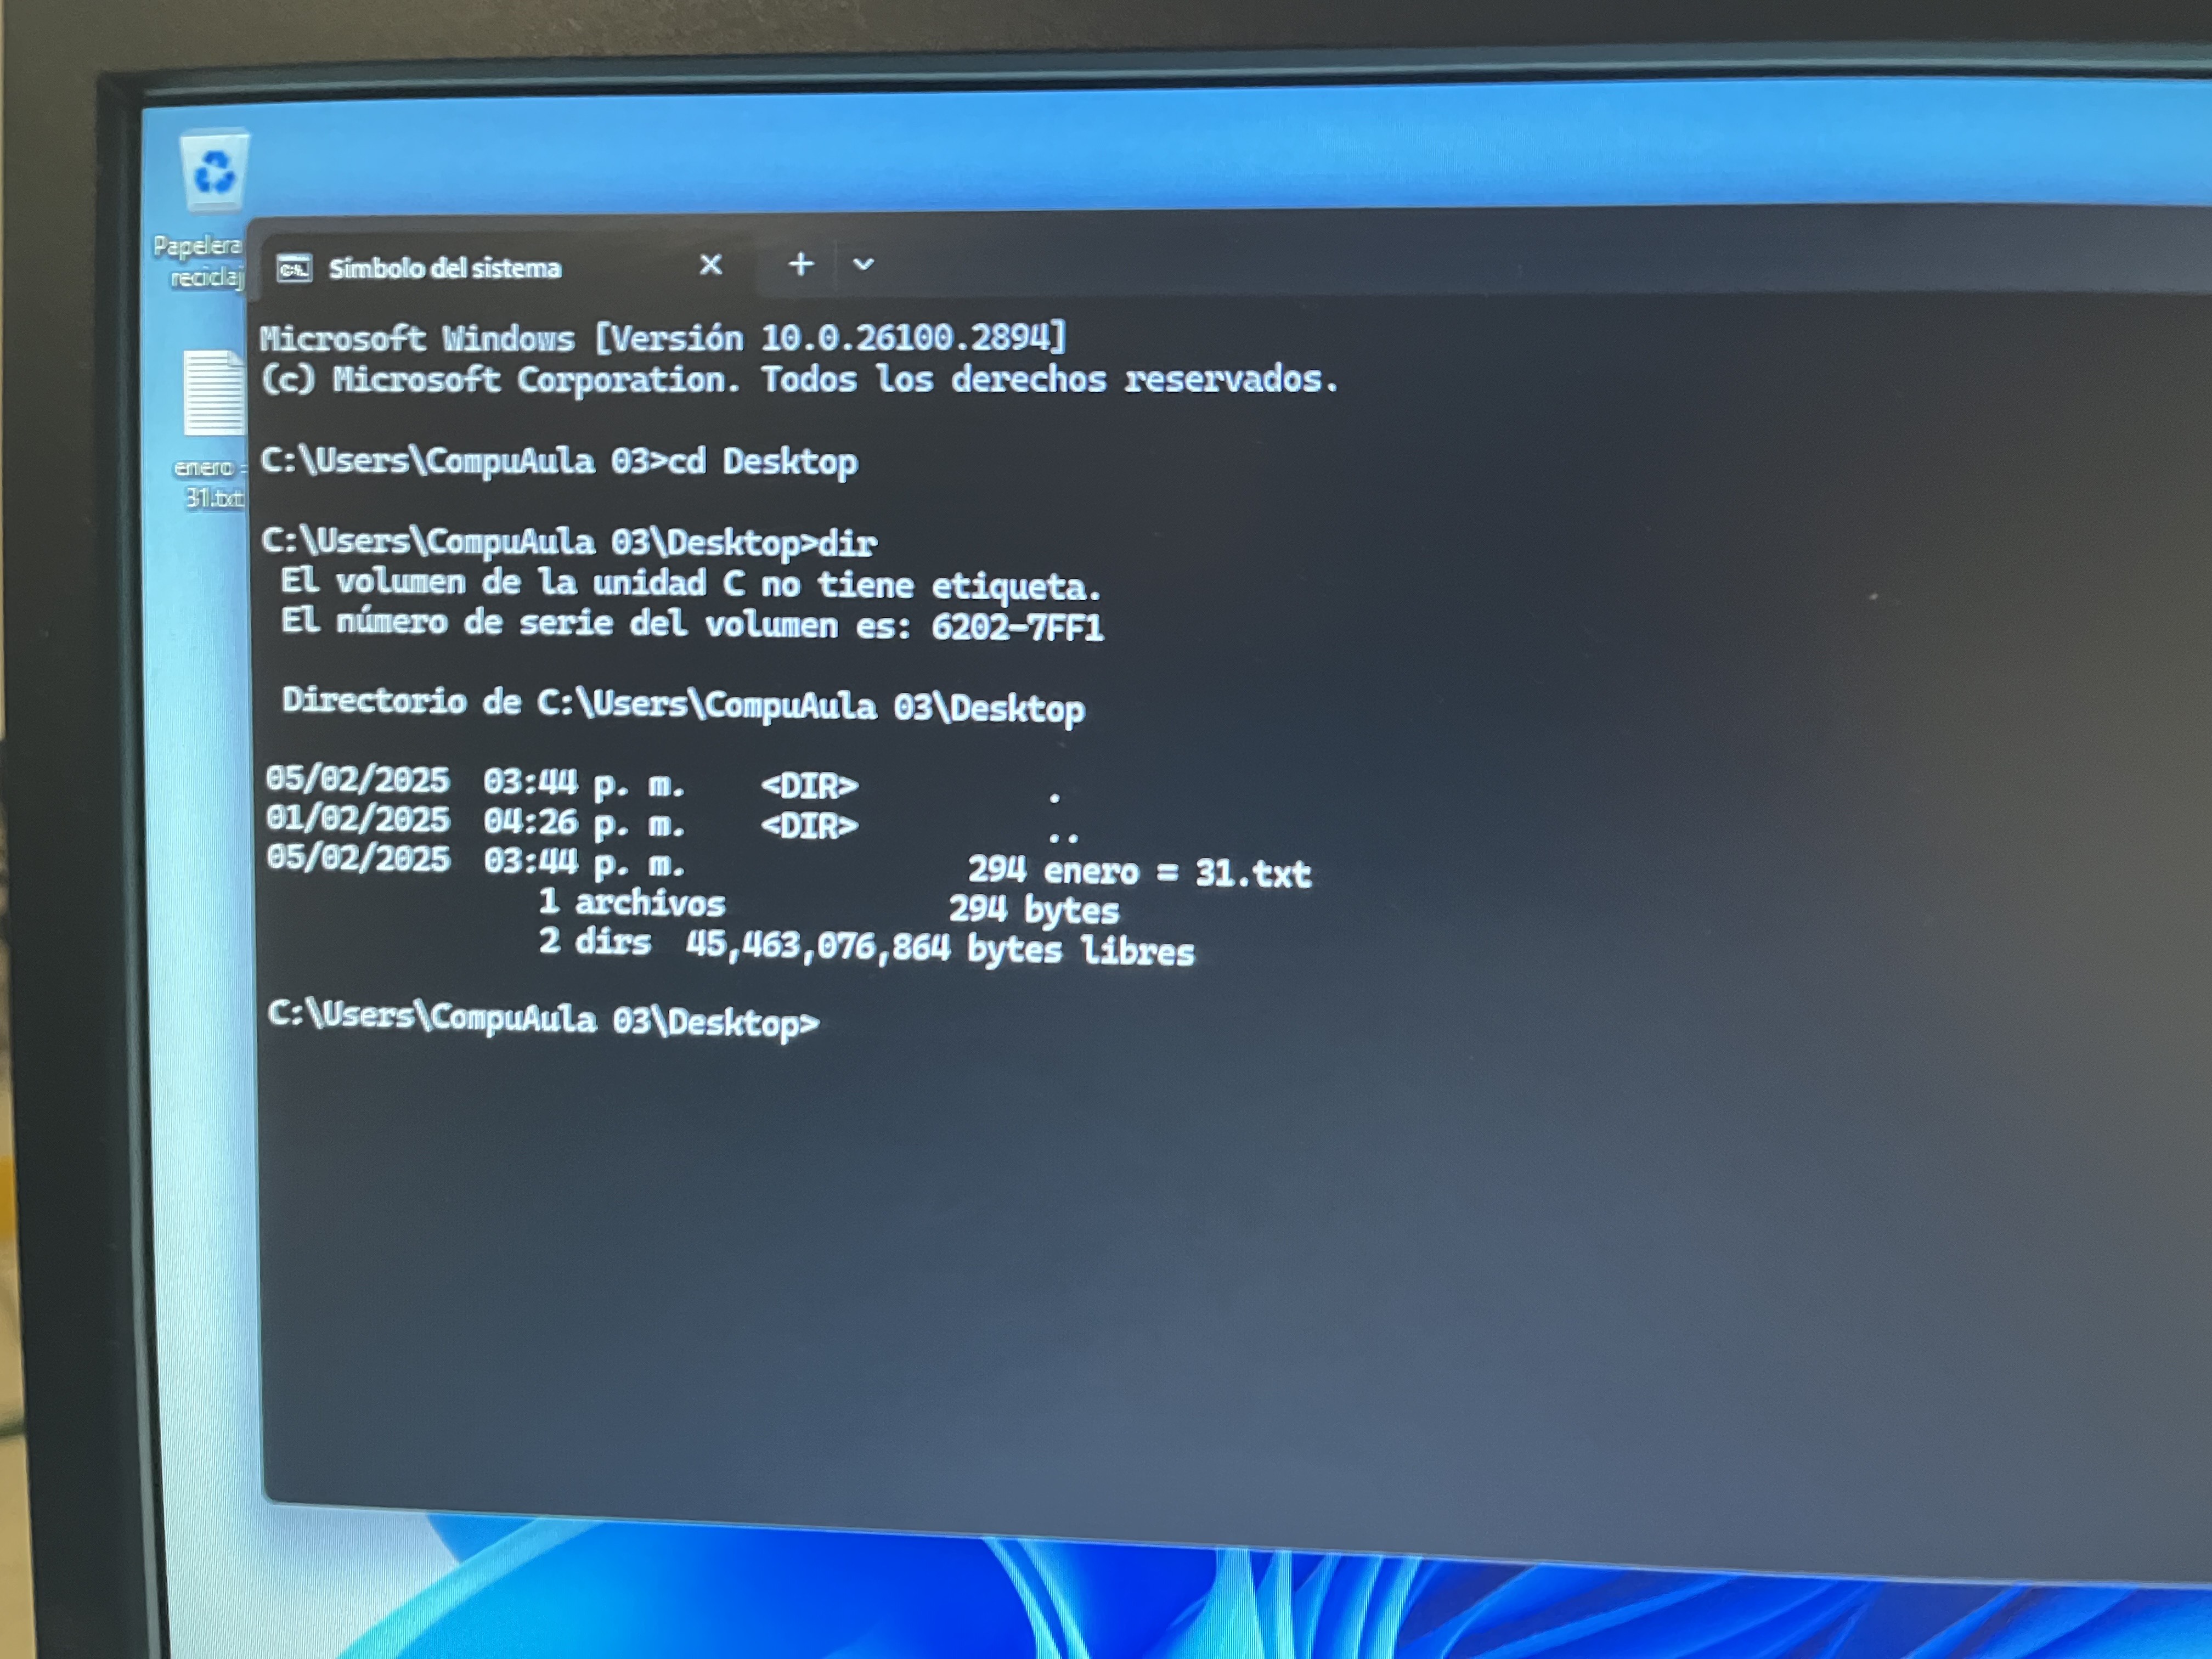 Papelera
reciclaj
enero =
31.txt
Símbolo del sistema
Microsoft Windows [Versión 10.0.26100.2894]
(c) Microsoft Corporation. Todos los derechos reservados.
C:\Users\CompuAula 03>cd Desktop
C:\Users\CompuAula 03\Desktop>dir
El volumen de la unidad C no tiene etiqueta.
El número de serie del volumen es: 6202-7FF1
Directorio de C:\Users\CompuAula 03\Desktop
05/02/2025  03:44 p. m.    <DIR>          .
01/02/2025  04:26 p. m.    <DIR>          ..
05/02/2025  03:44 p. m.               294 enero = 31.txt
1 archivos            294 bytes
2 dirs  45,463,076,864 bytes libres
C:\Users\CompuAula 03\Desktop>